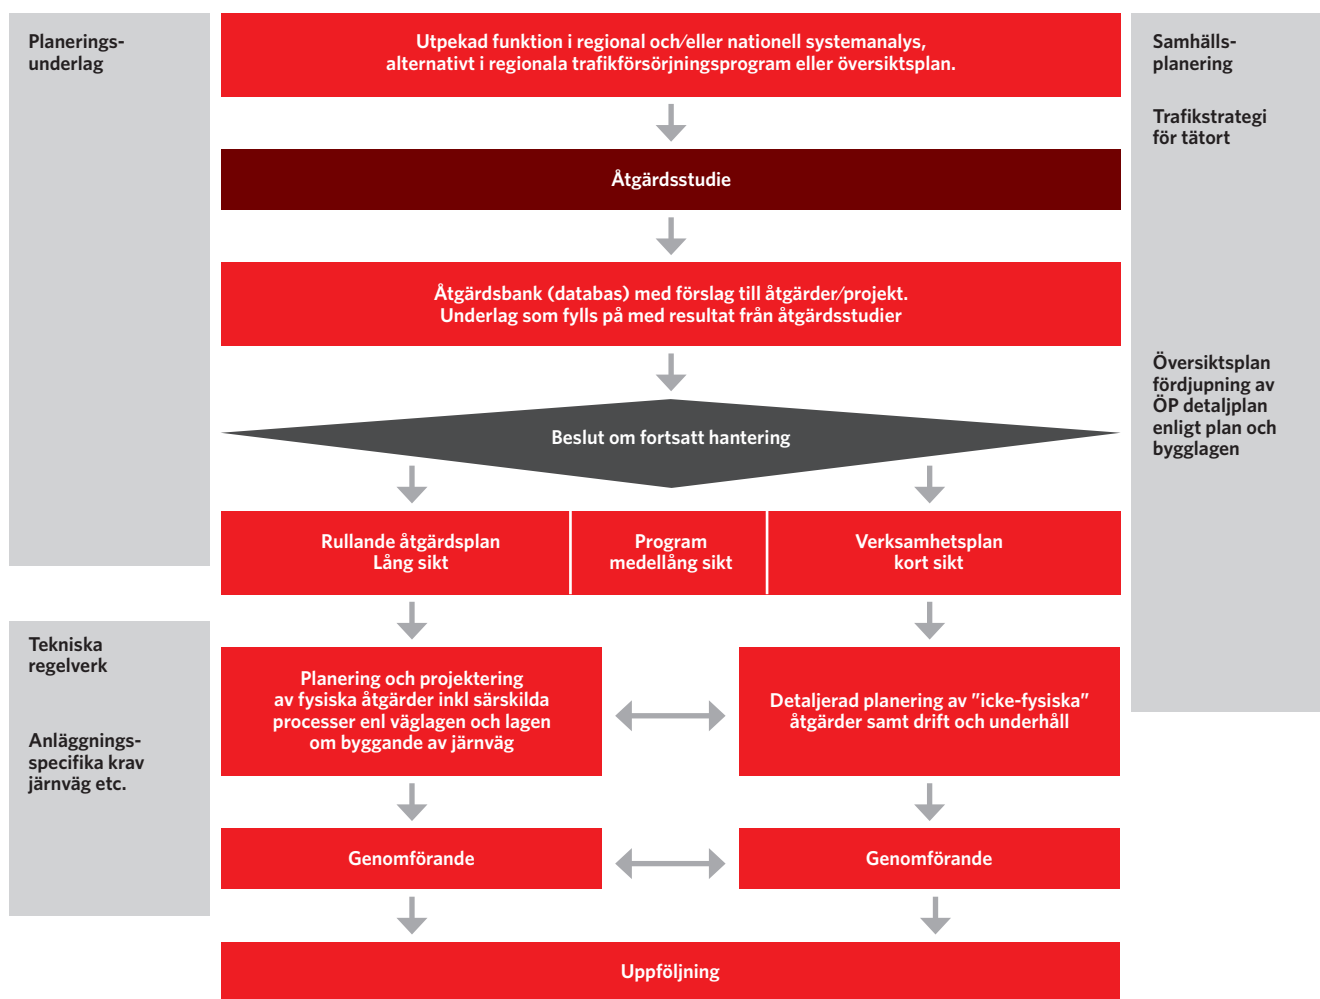 Planerings-
underlag
Utpekad funktion i regional och/eller nationell systemanalys,
alternativt i regionala trafikförsörjningsprogram eller översiktsplan.
Samhälls-
planering
Trafikstrategi
för tätort
Åtgärdsstudie
Åtgärdsbank (databas) med förslag till åtgärder/projekt.
Underlag som fylls på med resultat från åtgärdsstudier
Översiktsplan
fördjupning av
ÖP detaljplan
enligt plan och
bygglagen
Beslut om fortsatt hantering
Rullande åtgärdsplan
Lång sikt
Program
medellång sikt
Verksamhetsplan
kort sikt
Tekniska
regelverk
Anläggnings-
specifika krav
järnväg etc.
Planering och projektering
av fysiska åtgärder inkl särskilda
processer enl väglagen och lagen
om byggande av järnväg
Detaljerad planering av ”icke-fysiska”
åtgärder samt drift och underhåll
Genomförande
Genomförande
Uppföljning